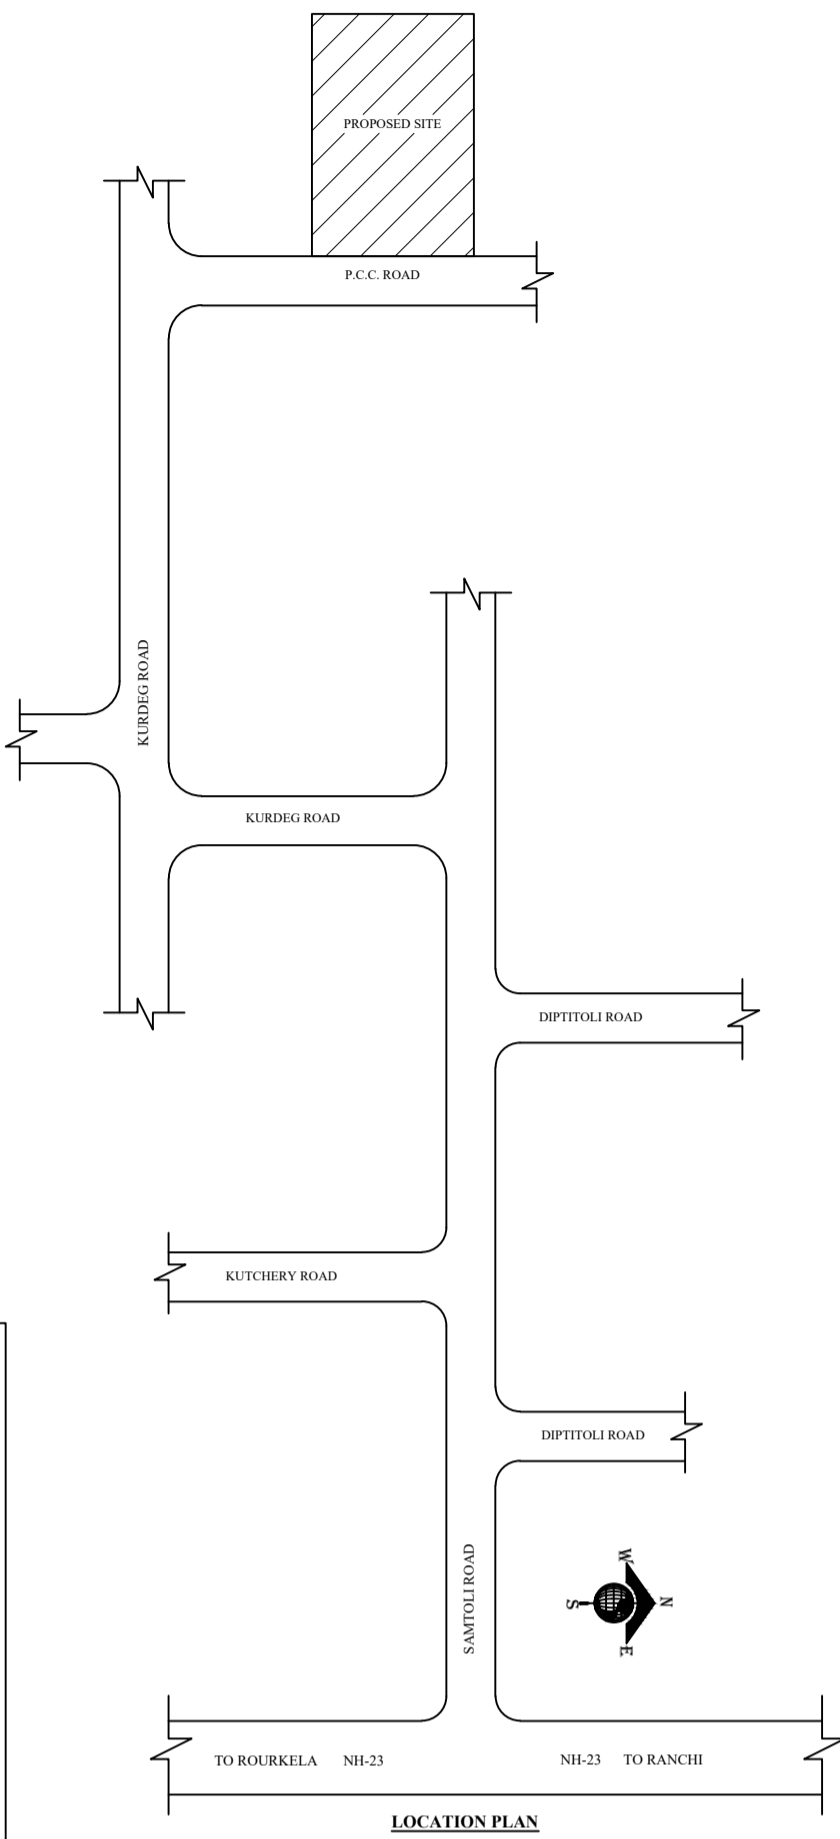 PROPOSED SITE
P.C.C. ROAD
KURDEG ROAD
KURDEG ROAD
DIPTITOLI ROAD
KUTCHERY ROAD
DIPTITOLI ROAD
SAMTOLI ROAD
W
N
S
E
TO ROURKELA NH-23
NH-23 TO RANCHI
LOCATION PLAN